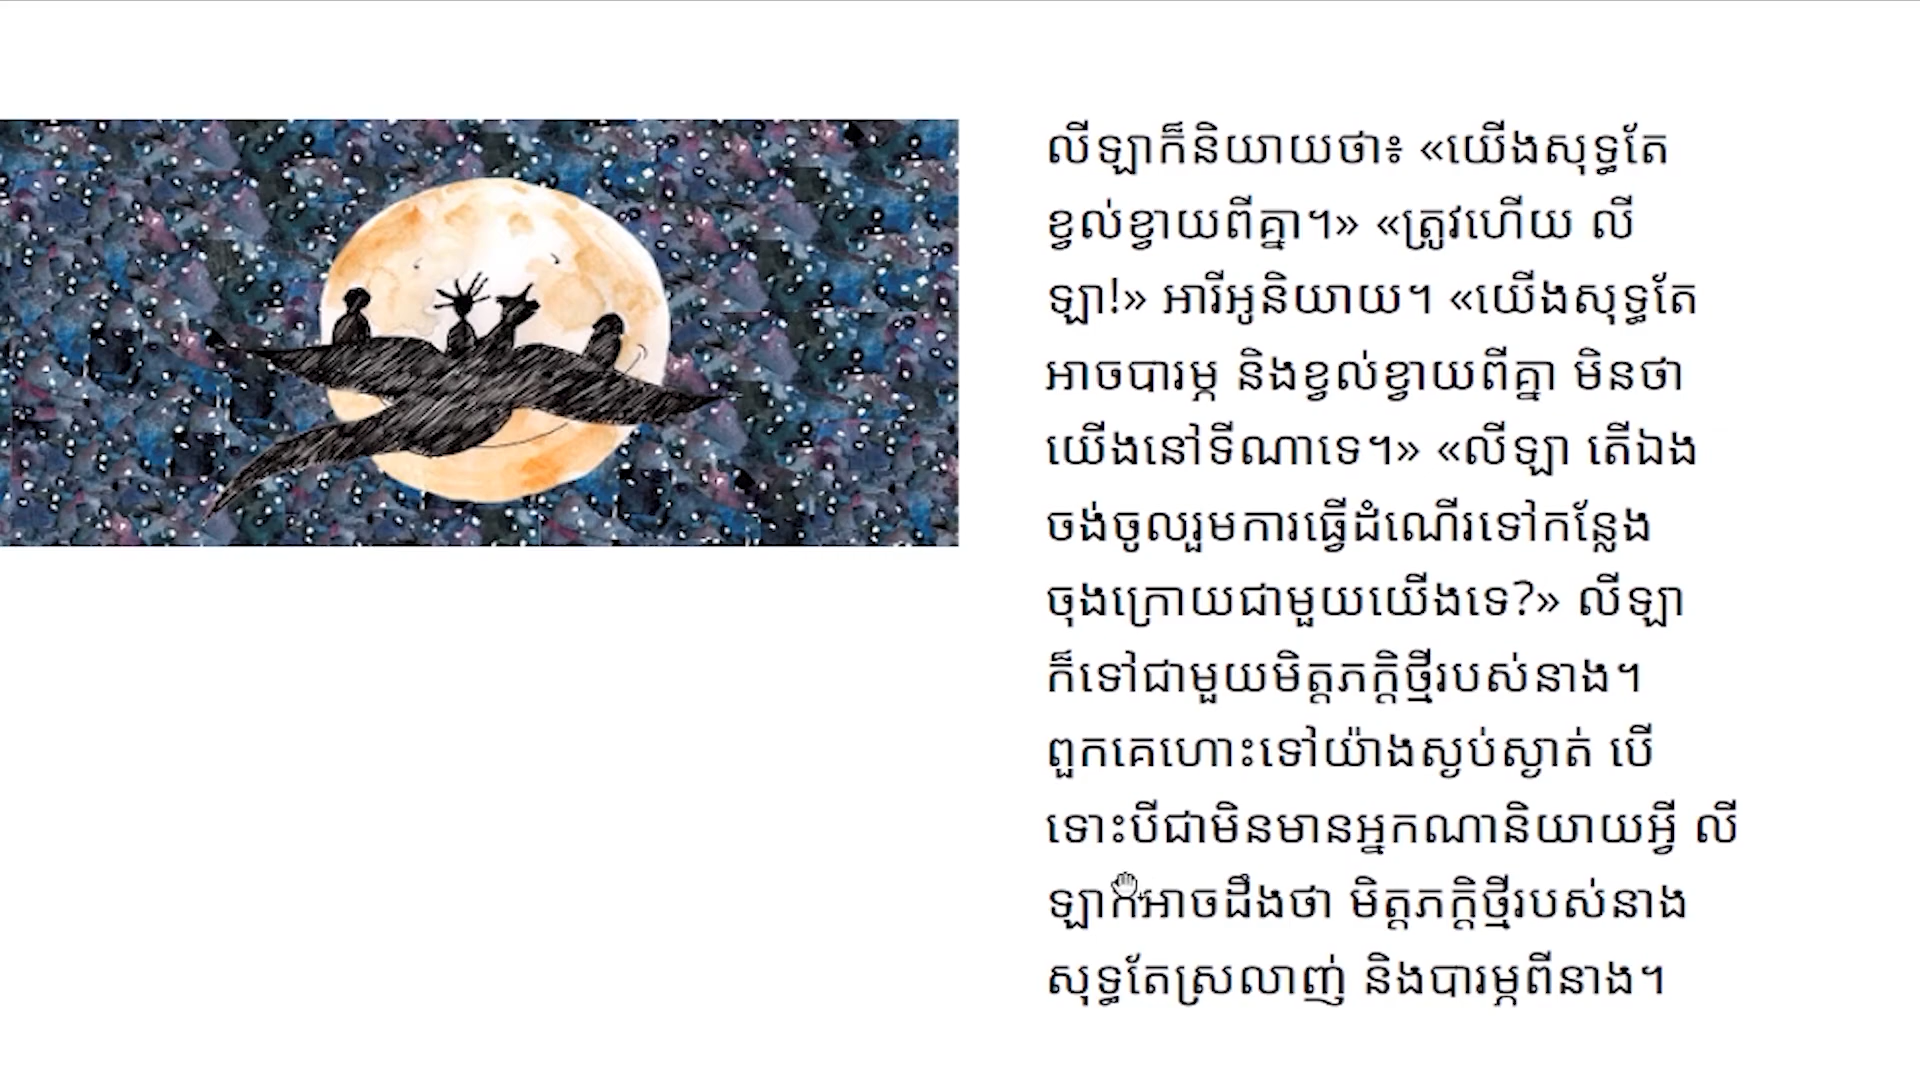 លីឡាក៏និយាយថា៖ «យើងសុទ្ធតែ
ខ្វល់ខ្វាយពីគ្នា។» «ត្រូវហើយ លី
ឡា!» អារីអូនិយាយ។ «យើងសុទ្ធតែ
អាចបារម្ភ និងខ្វល់ខ្វាយពីគ្នា មិនថា
យើងនៅទីណាទេ។» «លីឡា តើឯង
ចង់ចូលរួមការធ្វើដំណើរទៅកន្លែង
ចុងក្រោយជាមួយយើងទេ?» លីឡា
ក៏ទៅជាមួយមិត្តភក្តិថ្មីរបស់នាង។
ពួកគេហោះទៅយ៉ាងស្ងប់ស្ងាត់ បើ
ទោះបីជាមិនមានអ្នកណានិយាយអ្វី លី
ឡាក៏អាចដឹងថា មិត្តភក្តិថ្មីរបស់នាង
សុទ្ធតែស្រលាញ់ និងបារម្ភពីនាង។